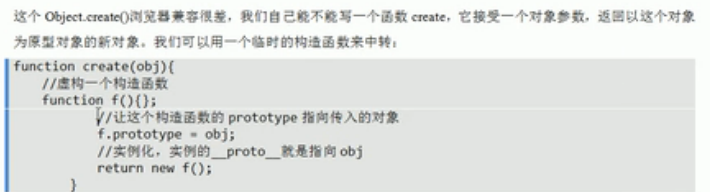 这个 Object.create()浏览器兼容很差，我们自己能不能写一个函数 create，它接受一个对象参数，返回以这个对象
为原型对象的新对象。我们可以用一个临时的构造函数来中转：
function create(obj){
//虚构一个构造函数
function f(){};
//让这个构造函数的 prototype 指向传入的对象
f.prototype = obj;
//实例化，实例的__proto__就是指向 obj
return new f();
}